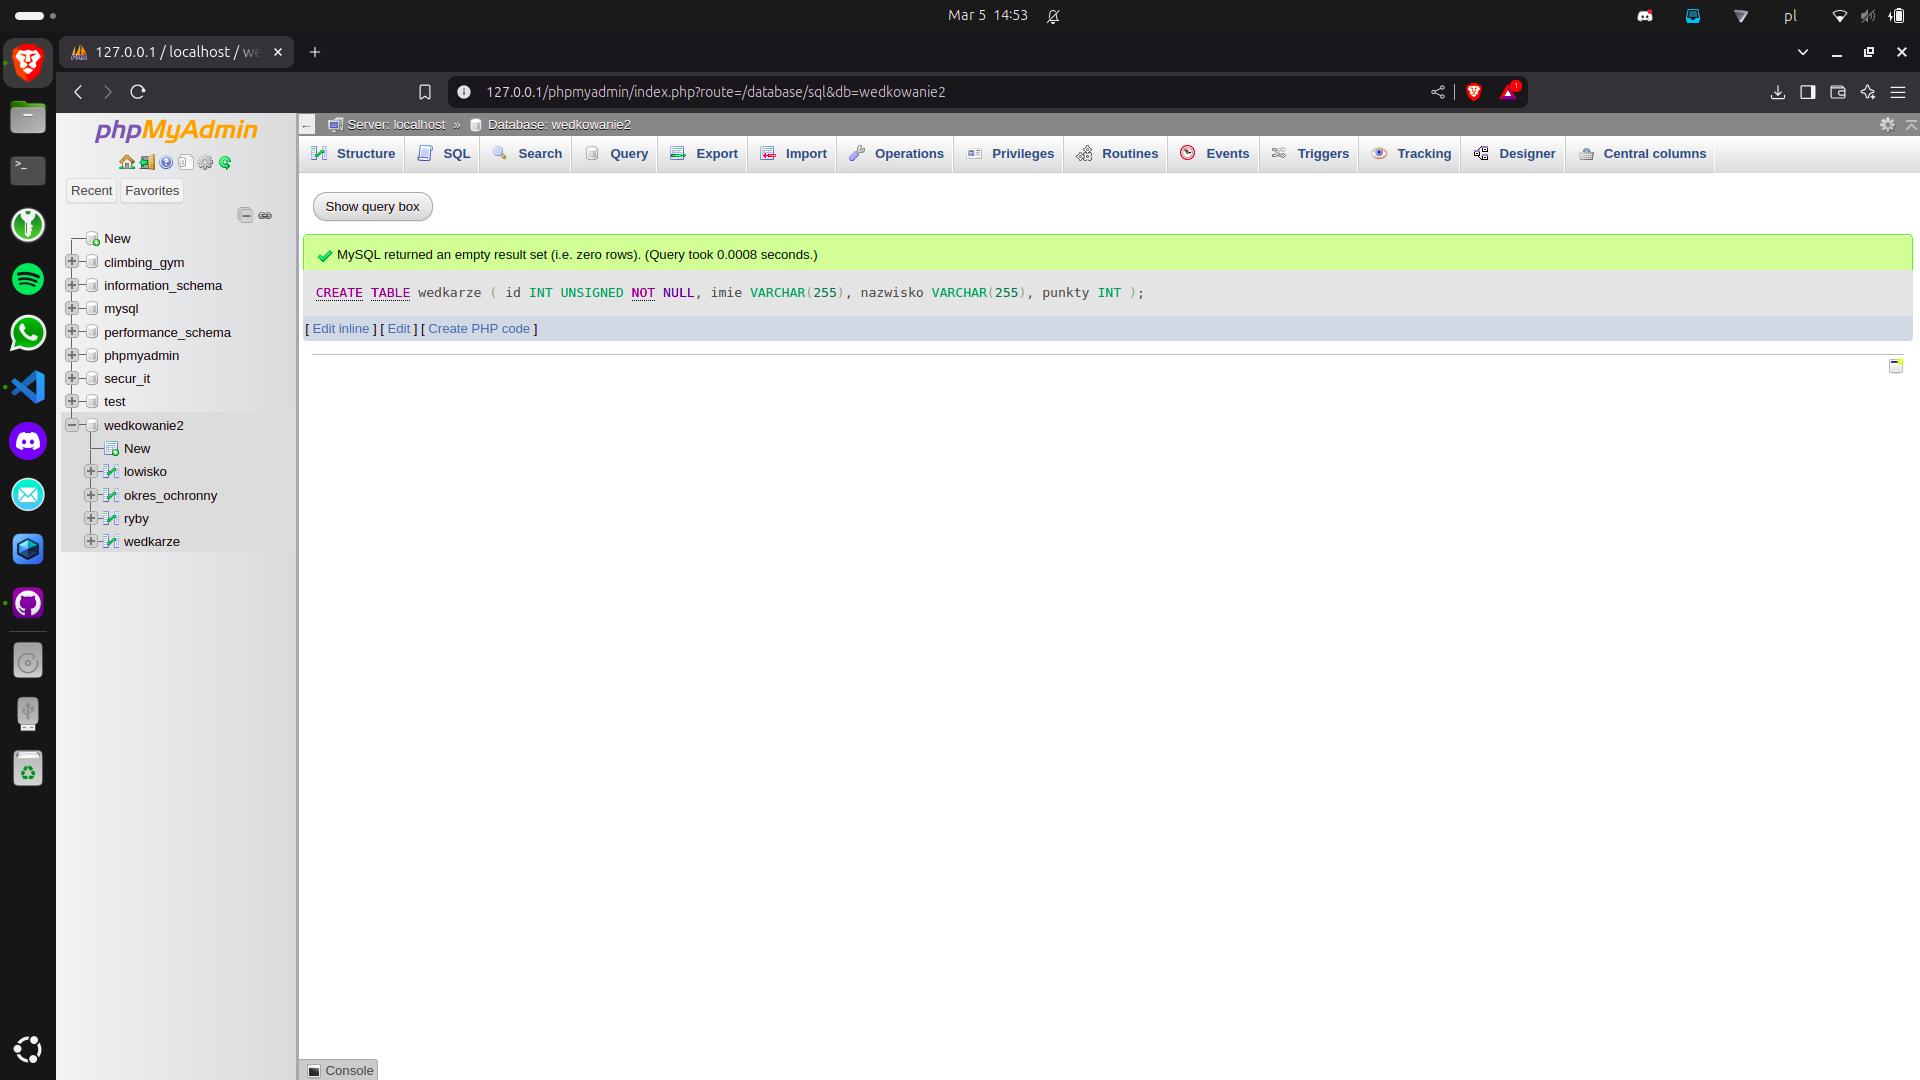 Mar 5 14:53
pl
127.0.0.1 / localhost / we
127.0.0.1/phpmyadmin/index.php?route=/database/sql&db=wedkowanie2
1
phpMyAdmin
Recent
Favorites
New
climbing_gym
information_schema
mysql
performance_schema
phpmyadmin
secur_it
test
wedkowanie2
New
lowisko
okres_ochronny
ryby
wedkarze
Server: localhost » Database: wedkowanie2
Structure SQL Search Query Export Import Operations Privileges Routines Events Triggers Tracking Designer Central columns
Show query box
MySQL returned an empty result set (i.e. zero rows). (Query took 0.0008 seconds.)
CREATE TABLE wedkarze ( id INT UNSIGNED NOT NULL, imie VARCHAR(255), nazwisko VARCHAR(255), punkty INT );
[ Edit inline ] [ Edit ] [ Create PHP code ]
Console